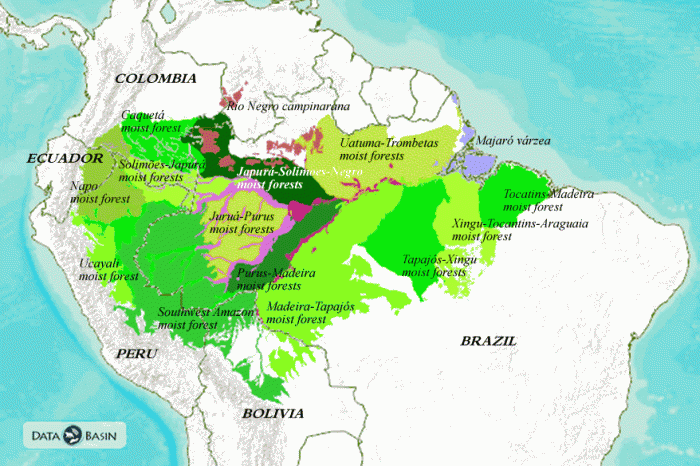 COLOMBIA
Rio Negro campinarana
Caquetá
moist forest
Uatuma-Trombetas
moist forests
Majaró várzea
ECUADOR
Solimões-Japurá
moist forest
Japurá-Solimões-Negro
moist forests
Napo
moist forest
Tocatins-Madeira
moist forest
Juruá-Purus
moist forests
Xingu-Tocantins-Araguaia
moist forests
Ucayali
moist forest
Purus-Madeira
moist forests
Tapajós-Xingu
moist forests
Southwest Amazon
moist forest
Madeira-Tapajós
moist forest
PERU
BRAZIL
BOLIVIA
DATA BASIN